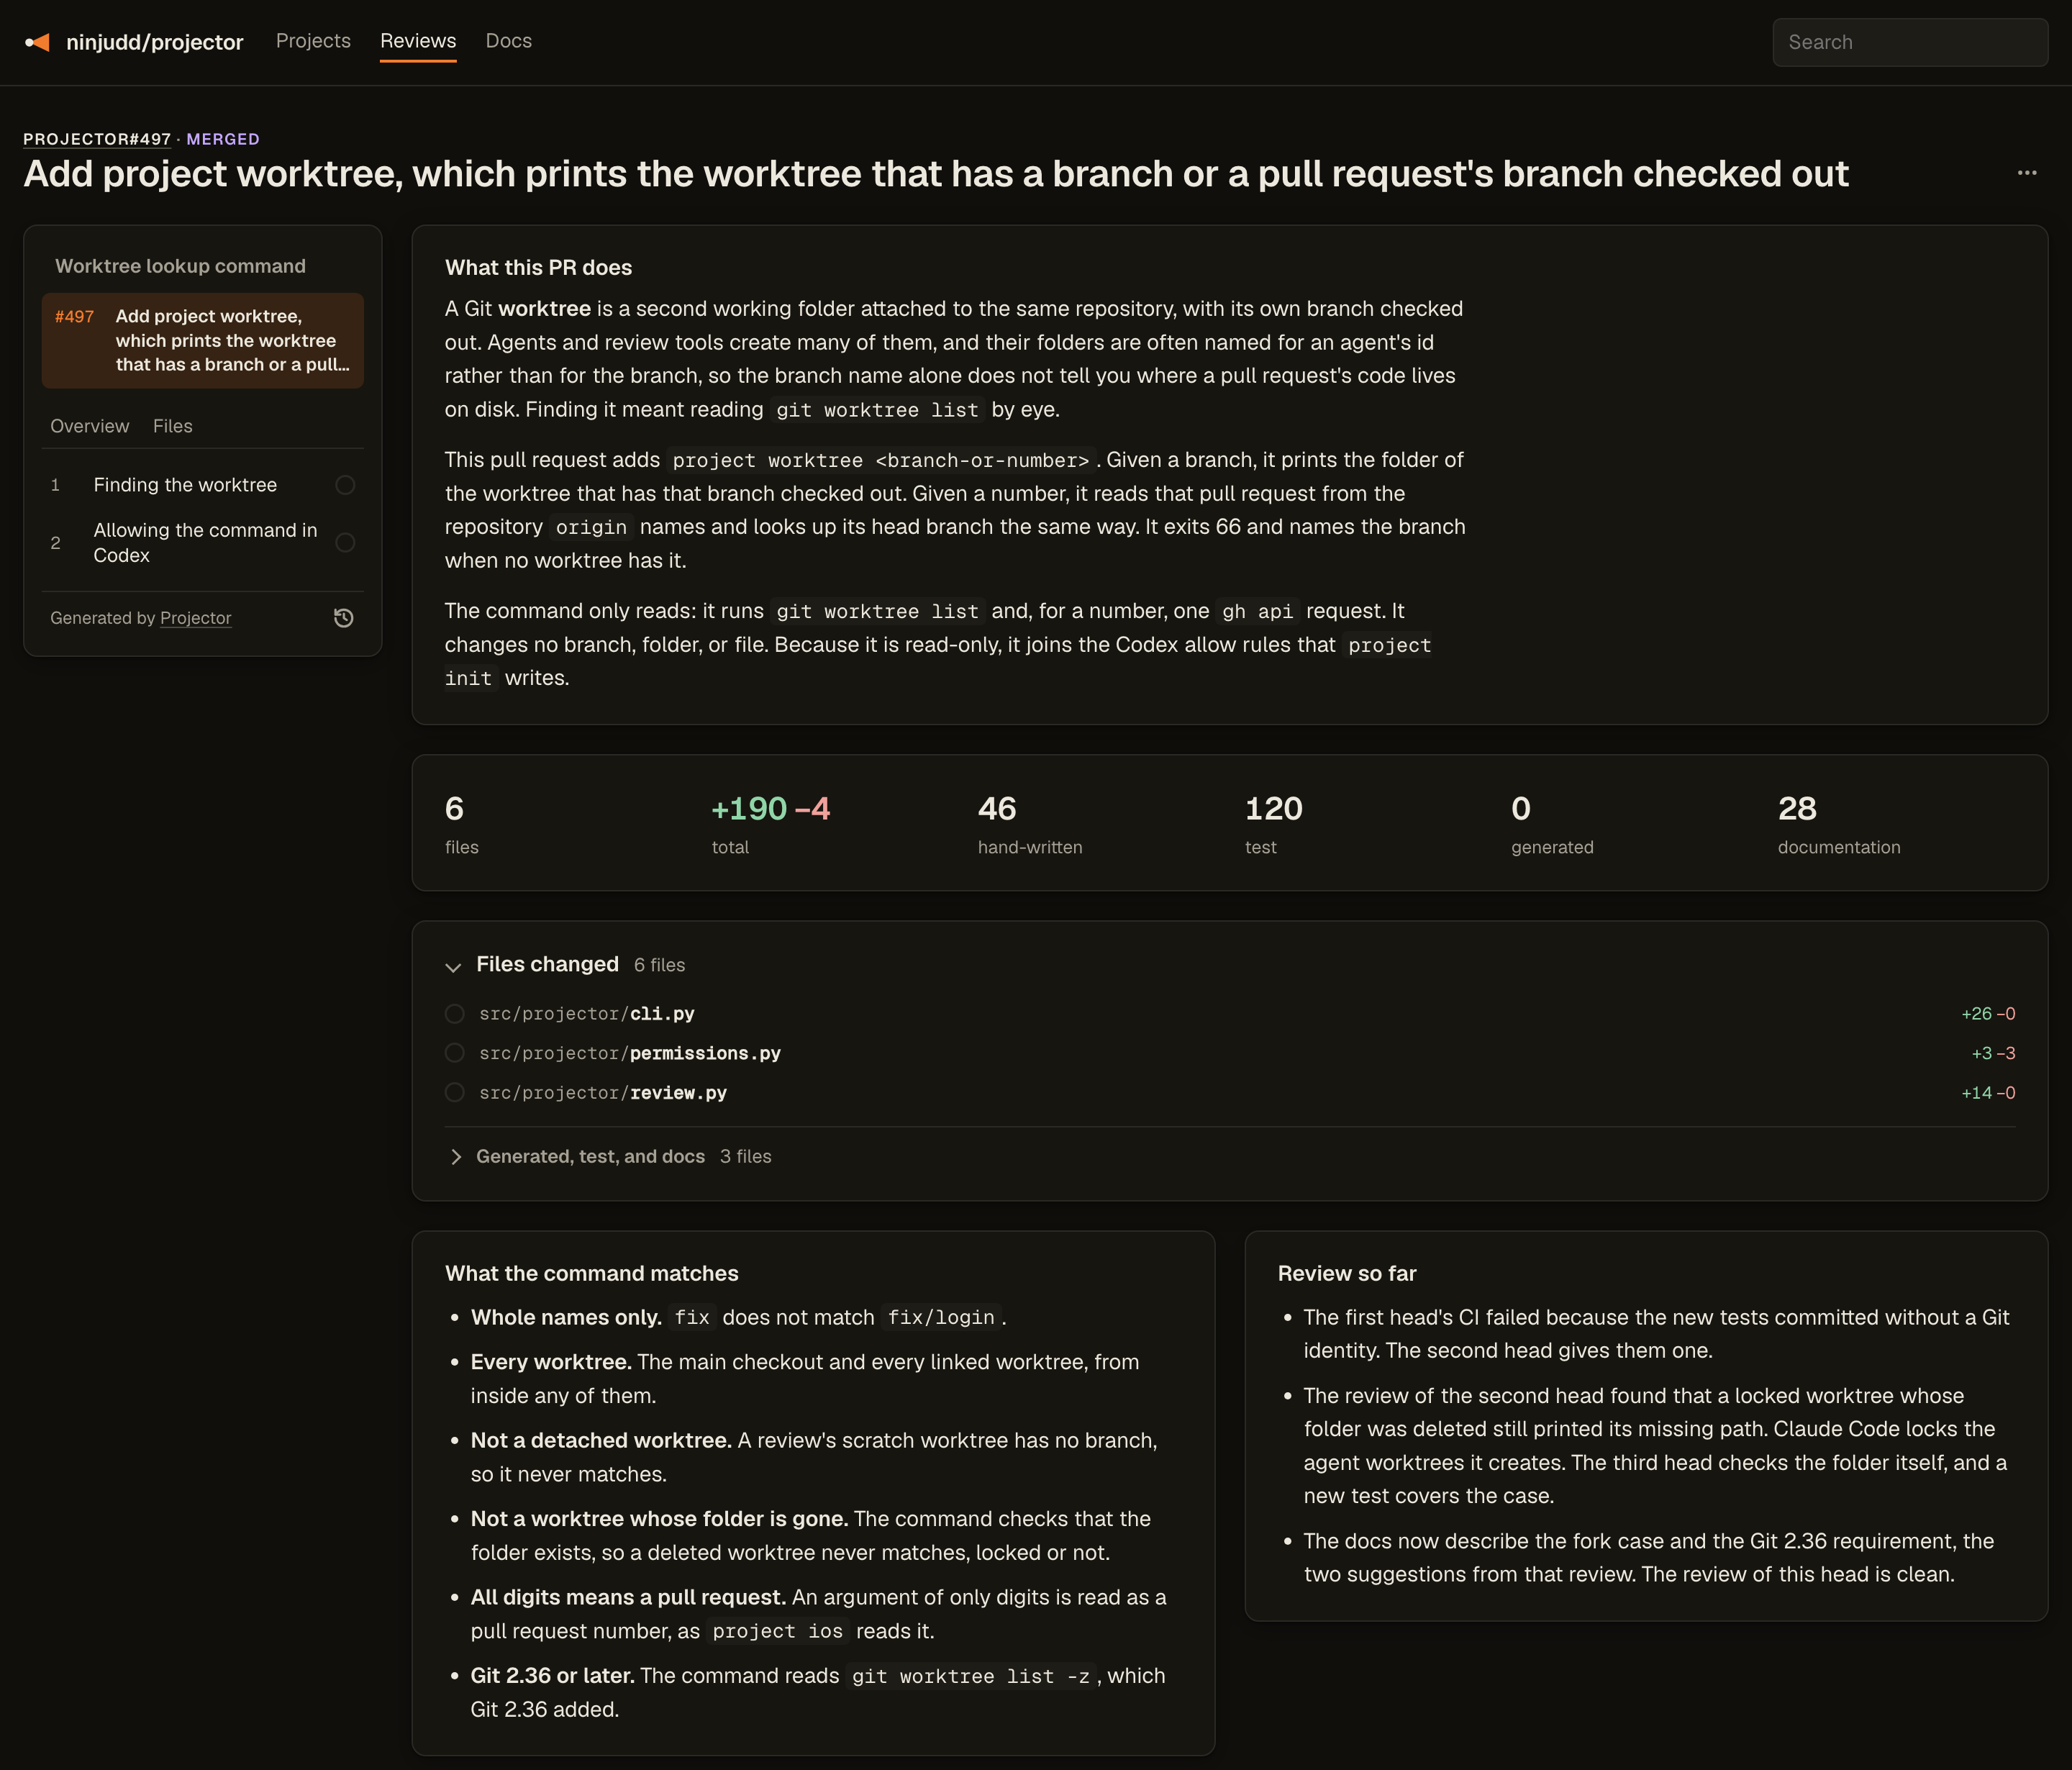 ninjudd/projector Projects Reviews Docs Search
PROJECTOR#497 · MERGED
Add project worktree, which prints the worktree that has a branch or a pull request's branch checked out
Worktree lookup command
#497 Add project worktree,
which prints the worktree
that has a branch or a pull...
Overview Files
1 Finding the worktree
2 Allowing the command in
Codex
Generated by Projector
What this PR does
A Git worktree is a second working folder attached to the same repository, with its own branch checked
out. Agents and review tools create many of them, and their folders are often named for an agent's id
rather than for the branch, so the branch name alone does not tell you where a pull request's code lives
on disk. Finding it meant reading git worktree list by eye.
This pull request adds project worktree <branch-or-number>. Given a branch, it prints the folder of
the worktree that has that branch checked out. Given a number, it reads that pull request from the
repository origin names and looks up its head branch the same way. It exits 66 and names the branch
when no worktree has it.
The command only reads: it runs git worktree list and, for a number, one gh api request. It
changes no branch, folder, or file. Because it is read-only, it joins the Codex allow rules that project
init writes.
6 +190 −4 46 120 0 28
files total hand-written test generated documentation
Files changed 6 files
src/projector/cli.py +26 −0
src/projector/permissions.py +3 −3
src/projector/review.py +14 −0
Generated, test, and docs 3 files
What the command matches
• Whole names only. fix does not match fix/login.
• Every worktree. The main checkout and every linked worktree, from
inside any of them.
• Not a detached worktree. A review's scratch worktree has no branch,
so it never matches.
• Not a worktree whose folder is gone. The command checks that the
folder exists, so a deleted worktree never matches, locked or not.
• All digits means a pull request. An argument of only digits is read as a
pull request number, as project ios reads it.
• Git 2.36 or later. The command reads git worktree list -z, which
Git 2.36 added.
Review so far
• The first head's CI failed because the new tests committed without a Git
identity. The second head gives them one.
• The review of the second head found that a locked worktree whose
folder was deleted still printed its missing path. Claude Code locks the
agent worktrees it creates. The third head checks the folder itself, and a
new test covers the case.
• The docs now describe the fork case and the Git 2.36 requirement, the
two suggestions from that review. The review of this head is clean.